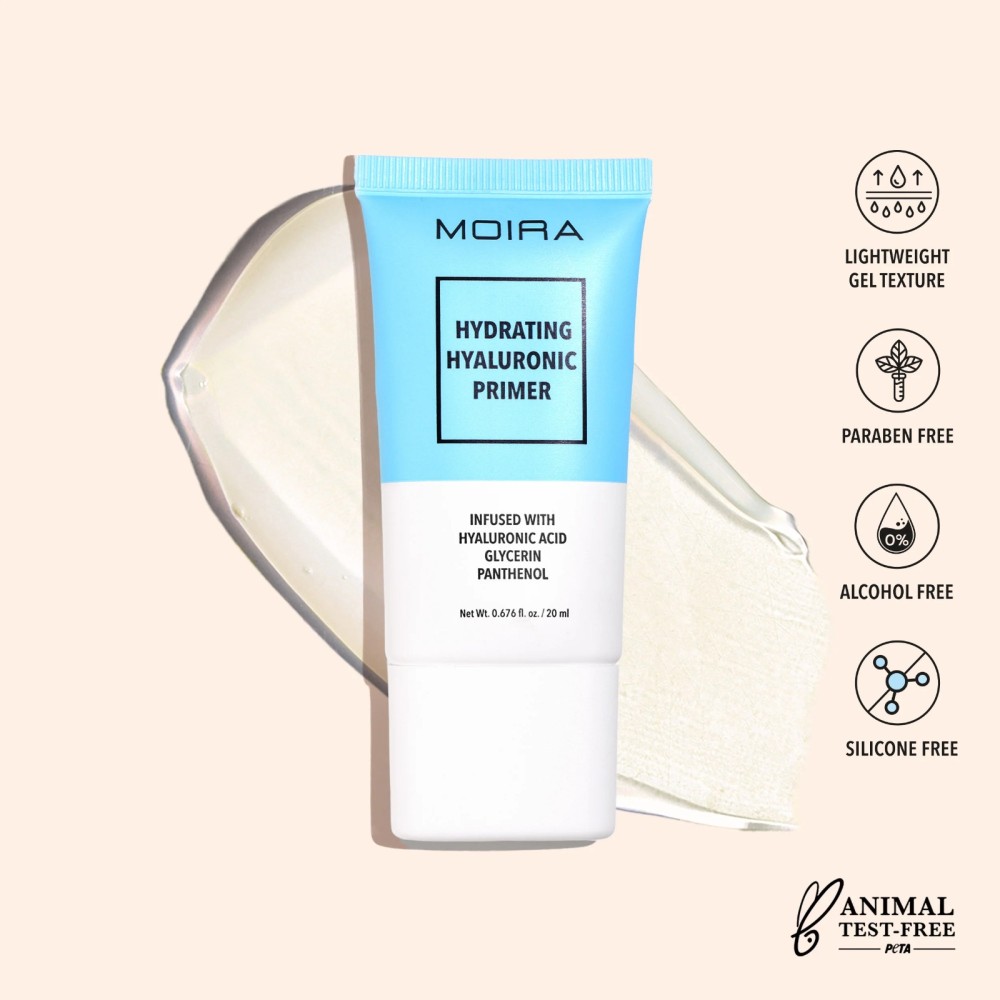 MOIRA
HYDRATING
HYALURONIC
PRIMER
INFUSED WITH
HYALURONIC ACID
GLYCERIN
PANTHENOL
Net Wt. 0.676 fl. oz. / 20 ml
LIGHTWEIGHT
GEL TEXTURE
PARABEN FREE
0%
ALCOHOL FREE
SILICONE FREE
ANIMAL
TEST-FREE
PETA